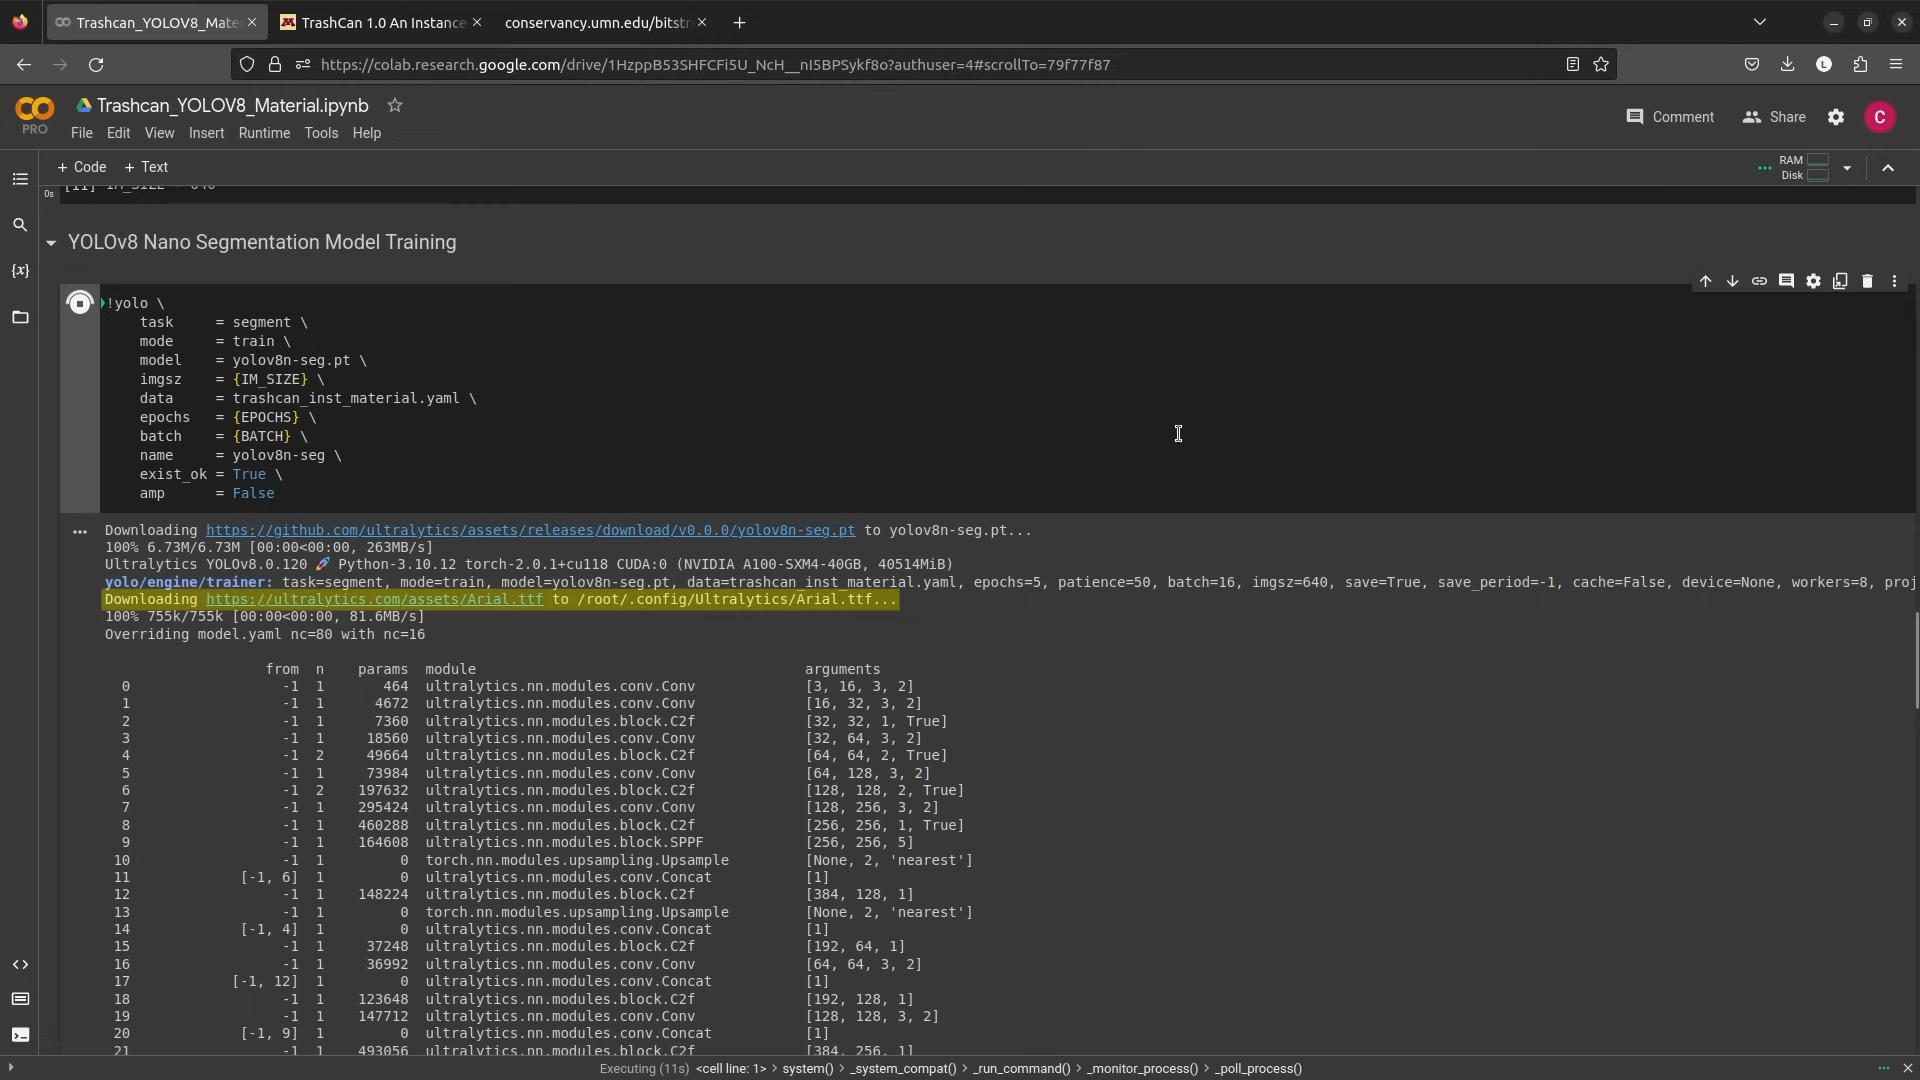 Trashcan_YOLOV8_Mate
TrashCan 1.0 An Instance
conservancy.umn.edu/bitstr
https://colab.research.google.com/drive/1HzppB53SHFCFi5U_NcH__nI5BPSykf8o?authuser=4#scrollTo=79f77f87
L
PRO
Trashcan_YOLOV8_Material.ipynb
File Edit View Insert Runtime Tools Help
Comment
Share
C
+ Code + Text
RAM
Disk
0s
[11] IM_SIZE = 640
YOLOv8 Nano Segmentation Model Training
!yolo \
task = segment \
mode = train \
model = yolov8n-seg.pt \
imgsz = {IM_SIZE} \
data = trashcan_inst_material.yaml \
epochs = {EPOCHS} \
batch = {BATCH} \
name = yolov8n-seg \
exist_ok = True \
amp = False
Downloading https://github.com/ultralytics/assets/releases/download/v0.0.0/yolov8n-seg.pt to yolov8n-seg.pt...
100% 6.73M/6.73M [00:00<00:00, 263MB/s]
Ultralytics YOLOv8.0.120 🚀 Python-3.10.12 torch-2.0.1+cu118 CUDA:0 (NVIDIA A100-SXM4-40GB, 40514MiB)
yolo/engine/trainer: task=segment, mode=train, model=yolov8n-seg.pt, data=trashcan_inst_material.yaml, epochs=5, patience=50, batch=16, imgsz=640, save=True, save_period=-1, cache=False, device=None, workers=8, proj
Downloading https://ultralytics.com/assets/Arial.ttf to /root/.config/Ultralytics/Arial.ttf...
100% 755k/755k [00:00<00:00, 81.6MB/s]
Overriding model.yaml nc=80 with nc=16
from n params module arguments
0 -1 1 464 ultralytics.nn.modules.conv.Conv [3, 16, 3, 2]
1 -1 1 4672 ultralytics.nn.modules.conv.Conv [16, 32, 3, 2]
2 -1 1 7360 ultralytics.nn.modules.block.C2f [32, 32, 1, True]
3 -1 1 18560 ultralytics.nn.modules.conv.Conv [32, 64, 3, 2]
4 -1 2 49664 ultralytics.nn.modules.block.C2f [64, 64, 2, True]
5 -1 1 73984 ultralytics.nn.modules.conv.Conv [64, 128, 3, 2]
6 -1 2 197632 ultralytics.nn.modules.block.C2f [128, 128, 2, True]
7 -1 1 295424 ultralytics.nn.modules.conv.Conv [128, 256, 3, 2]
8 -1 1 460288 ultralytics.nn.modules.block.C2f [256, 256, 1, True]
9 -1 1 164608 ultralytics.nn.modules.block.SPPF [256, 256, 5]
10 -1 1 0 torch.nn.modules.upsampling.Upsample [None, 2, 'nearest']
11 [-1, 6] 1 0 ultralytics.nn.modules.conv.Concat [1]
12 -1 1 148224 ultralytics.nn.modules.block.C2f [384, 128, 1]
13 -1 1 0 torch.nn.modules.upsampling.Upsample [None, 2, 'nearest']
14 [-1, 4] 1 0 ultralytics.nn.modules.conv.Concat [1]
15 -1 1 37248 ultralytics.nn.modules.block.C2f [192, 64, 1]
16 -1 1 36992 ultralytics.nn.modules.conv.Conv [64, 64, 3, 2]
17 [-1, 12] 1 0 ultralytics.nn.modules.conv.Concat [1]
18 -1 1 123648 ultralytics.nn.modules.block.C2f [192, 128, 1]
19 -1 1 147712 ultralytics.nn.modules.conv.Conv [128, 128, 3, 2]
20 [-1, 9] 1 0 ultralytics.nn.modules.conv.Concat [1]
21 -1 1 493056 ultralytics.nn.modules.block.C2f [384, 256, 1]
Executing (11s) <cell line: 1> > system() > _system_compat() > _run_command() > _monitor_process() > _poll_process()